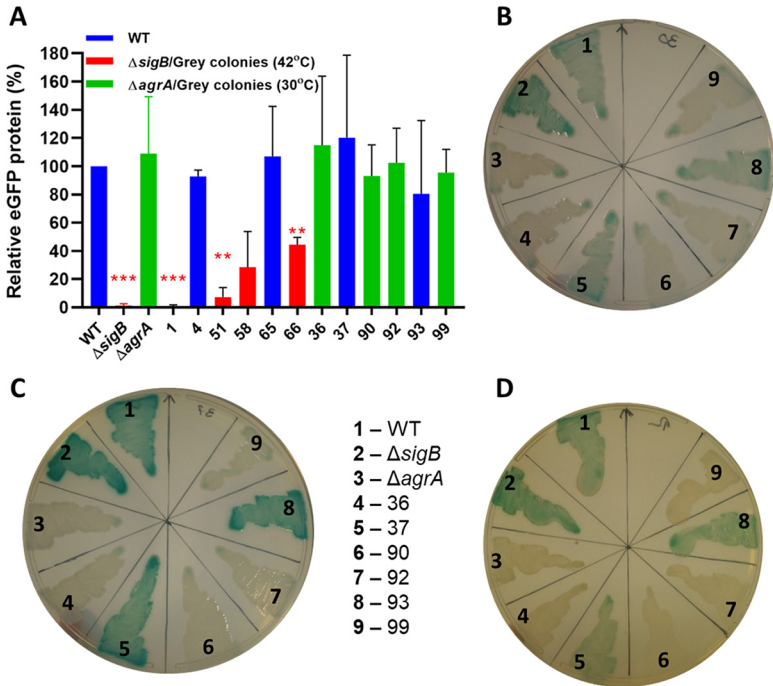 A
Relative eGFP protein (%)
180
160
140
120
100
80
60
40
20
0
WT
ΔsigB/Grey colonies (42°C)
ΔagrA/Grey colonies (30°C)
***
***
**
**
WT
ΔsigB
ΔagrA
1
4
51
58
65
66
36
37
90
92
93
99
B
30
1
2
3
4
5
6
7
8
9
C
37
1
2
3
4
5
6
7
8
9
1 – WT
2 – ΔsigB
3 – ΔagrA
4 – 36
5 – 37
6 – 90
7 – 92
8 – 93
9 – 99
D
1
2
3
4
5
6
7
8
9